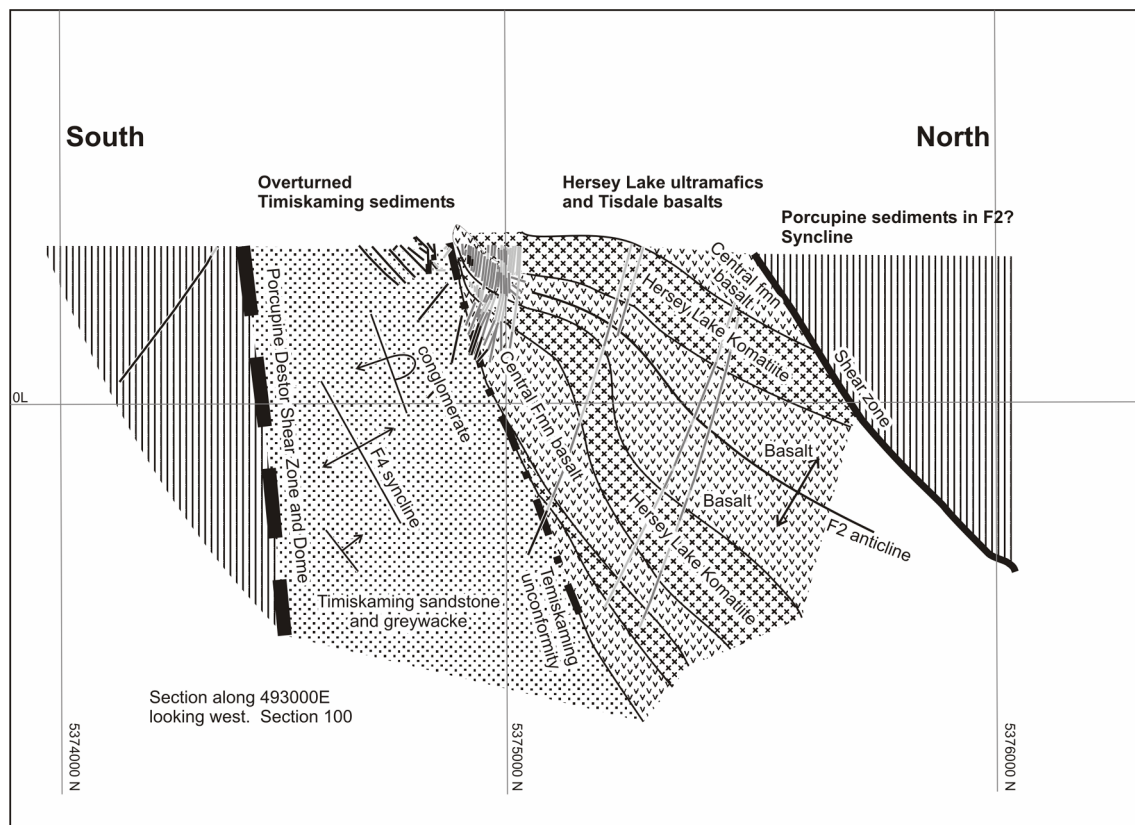 South
North
Overturned
Timiskaming sediments
Hersey Lake ultramafics
and Tisdale basalts
Porcupine sediments in F2?
Syncline
Central fmn
basalt
Hersey Lake Komatiite
Shear zone
Porcupine Destor Shear Zone and Dome
conglomerate
F4 syncline
Central Fmn basalt
0L
Basalt
Basalt
F2 anticline
Hersey Lake Komatiite
Timiskaming sandstone
and greywacke
Temiskaming
unconformity
Section along 493000E
looking west. Section 100
5374000 N
5375000 N
5376000 N